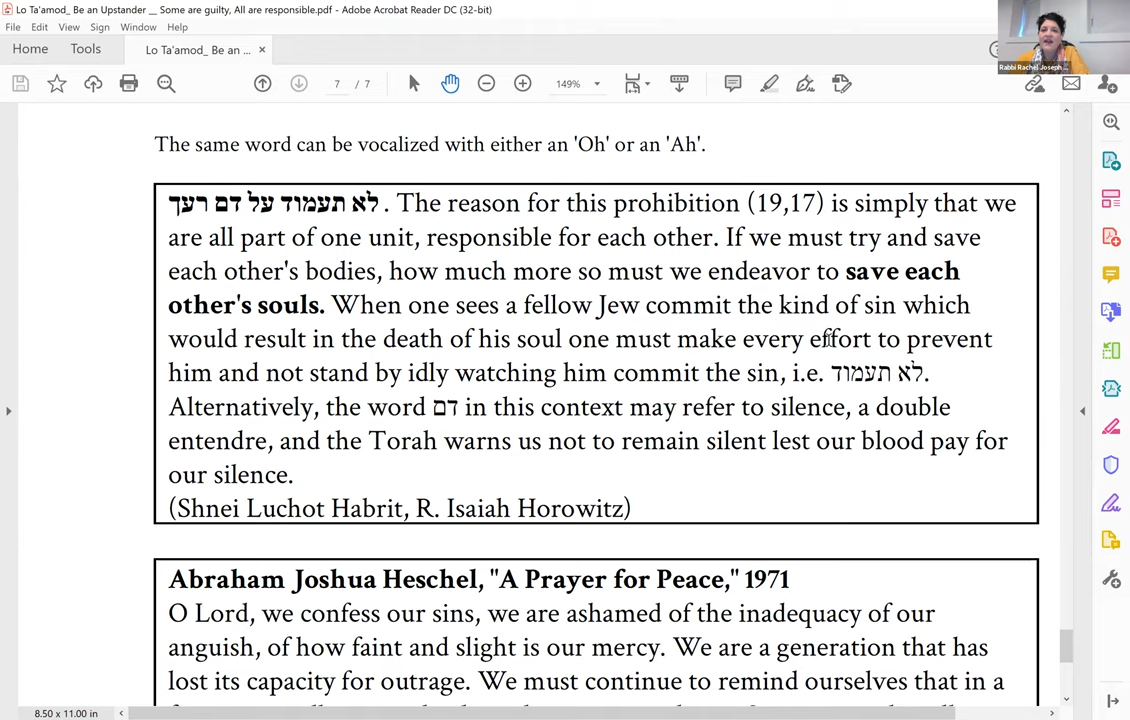 Lo Ta'amod_ Be an Upstander __ Some are guilty, All are responsible.pdf - Adobe Acrobat Reader DC (32-bit)
File Edit View Sign Window Help
Home Tools Lo Ta'amod_ Be an ... ×
Rabbi Rachel Joseph
7 / 7 149%
The same word can be vocalized with either an 'Oh' or an 'Ah'.
לא תעמוד על דם רעך. The reason for this prohibition (19,17) is simply that we
are all part of one unit, responsible for each other. If we must try and save
each other's bodies, how much more so must we endeavor to save each
other's souls. When one sees a fellow Jew commit the kind of sin which
would result in the death of his soul one must make every effort to prevent
him and not stand by idly watching him commit the sin, i.e. לא תעמוד.
Alternatively, the word דם in this context may refer to silence, a double
entendre, and the Torah warns us not to remain silent lest our blood pay for
our silence.
(Shnei Luchot Habrit, R. Isaiah Horowitz)
Abraham Joshua Heschel, "A Prayer for Peace," 1971
O Lord, we confess our sins, we are ashamed of the inadequacy of our
anguish, of how faint and slight is our mercy. We are a generation that has
lost its capacity for outrage. We must continue to remind ourselves that in a
8.50 x 11.00 in